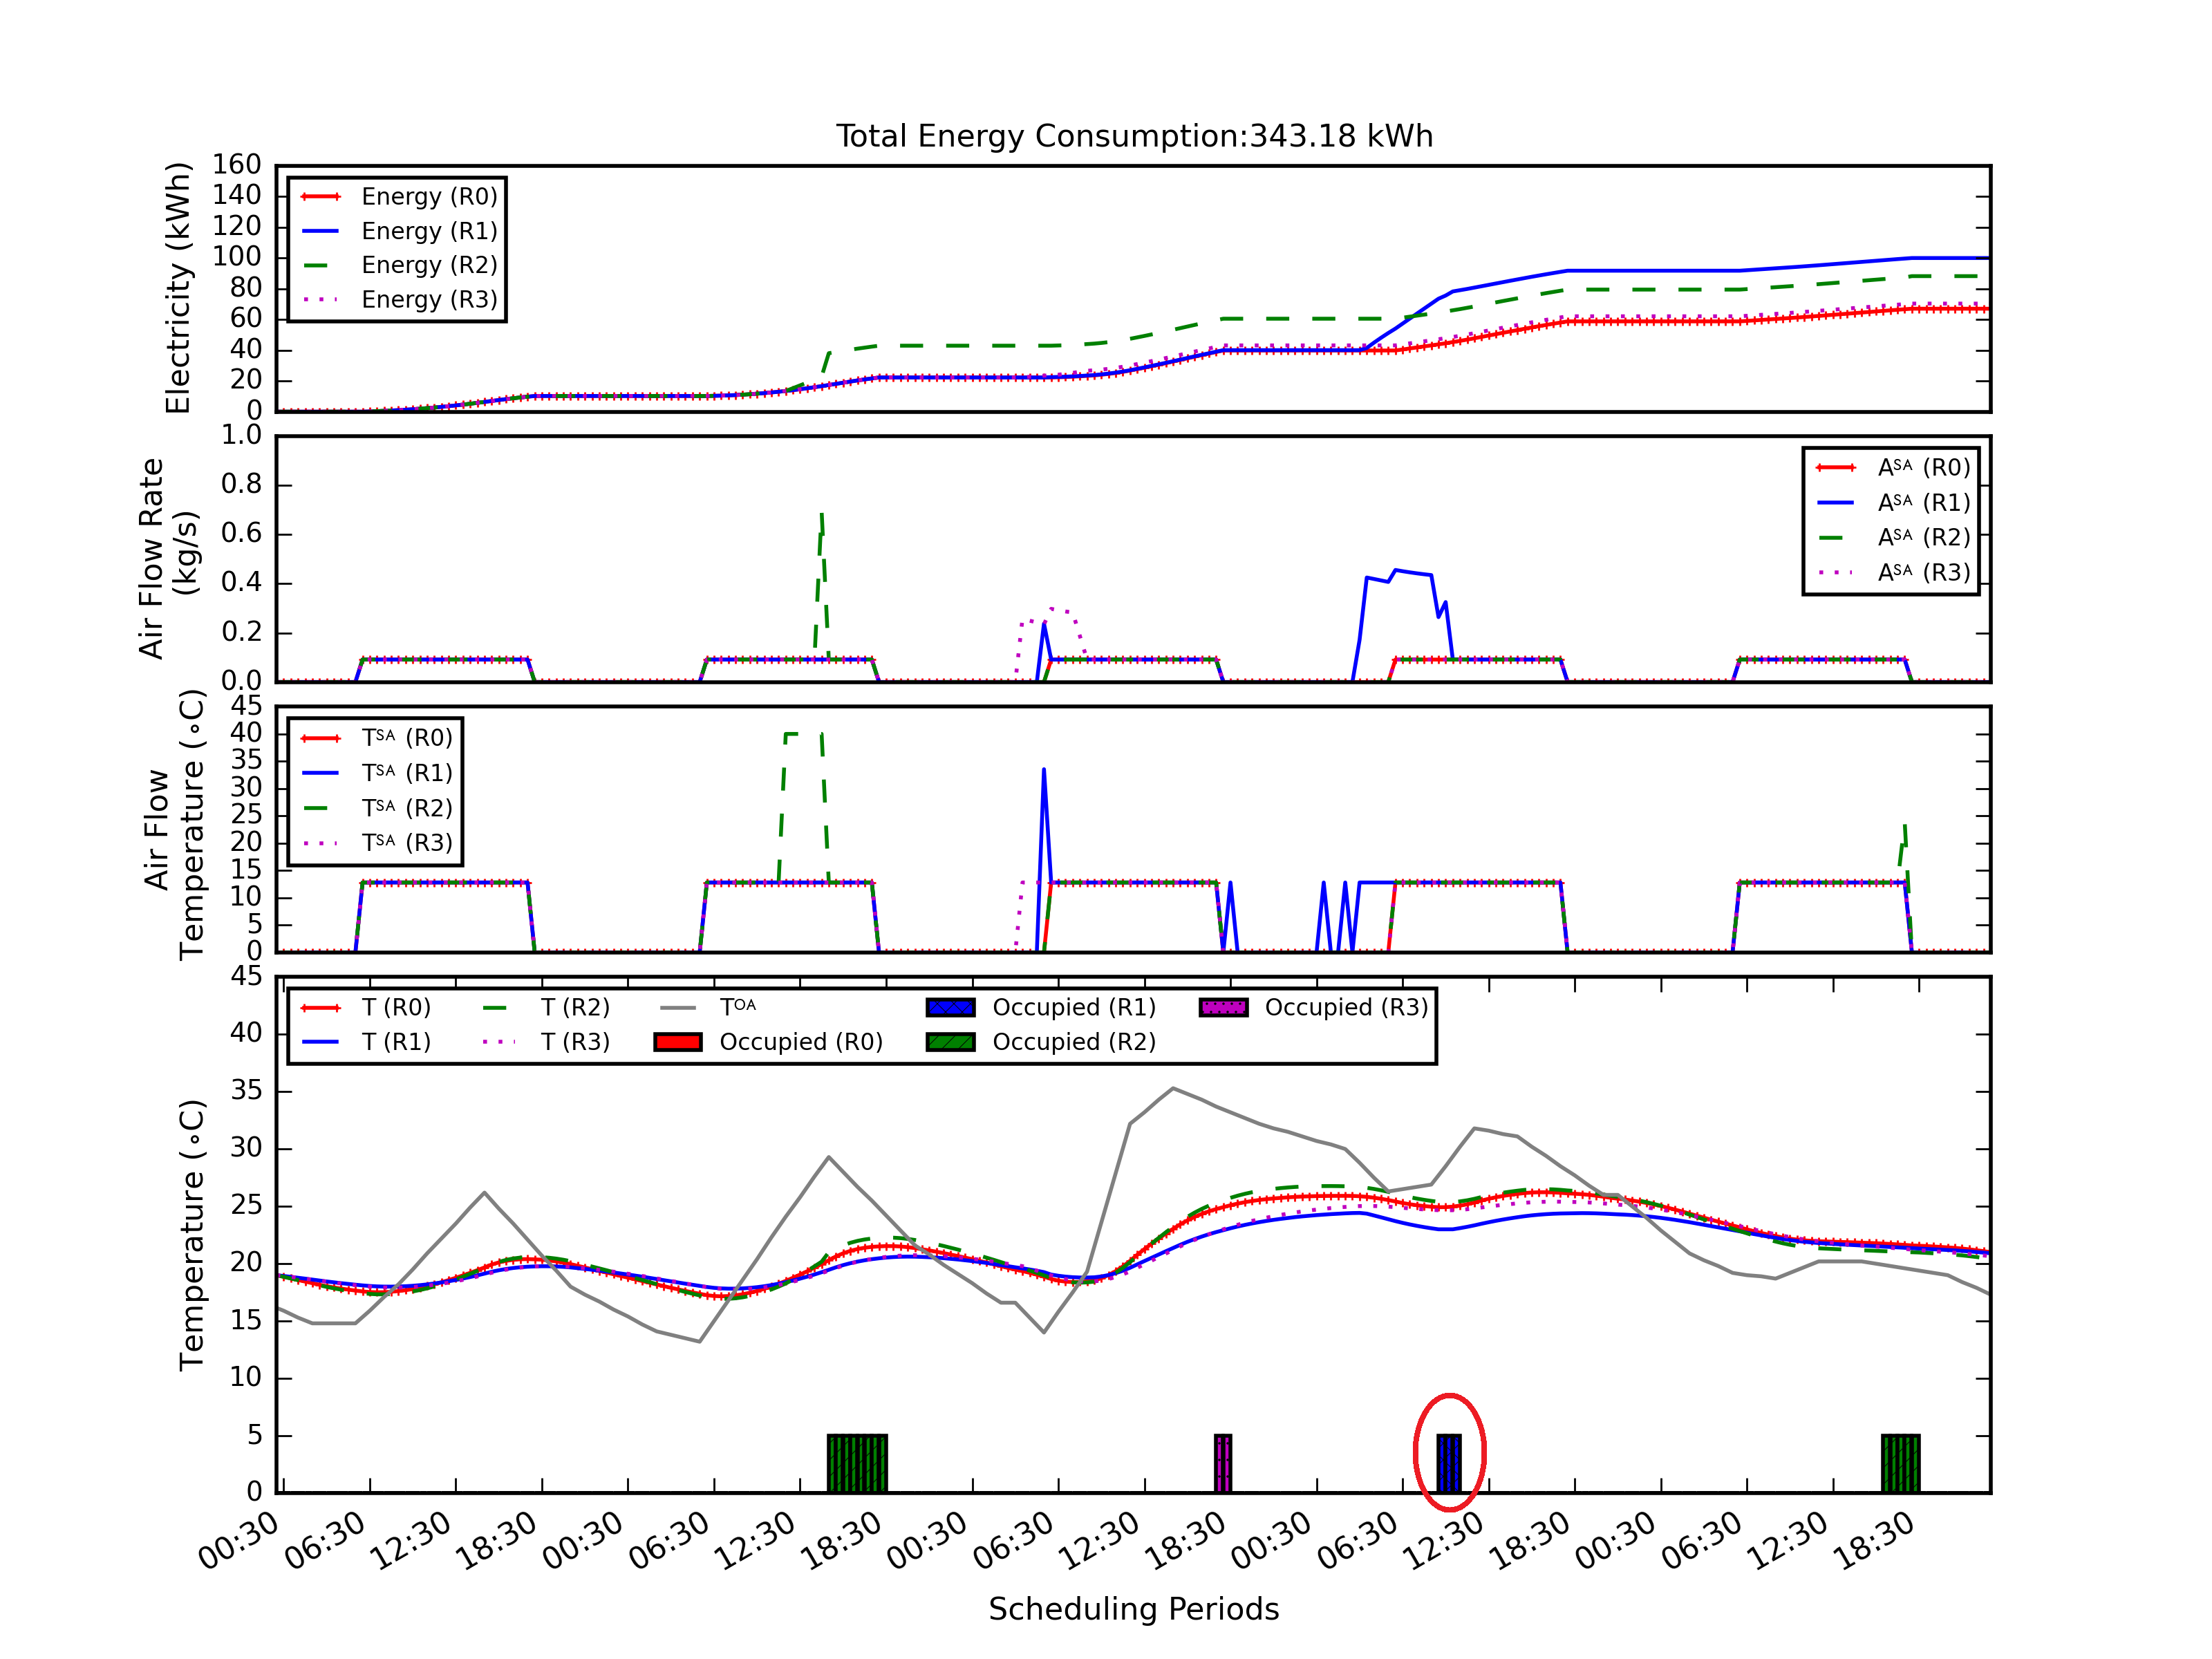 Total Energy Consumption:343.18 kWh
Electricity (kWh)
160
140
120
100
80
60
40
20
0
Energy (R0)
Energy (R1)
Energy (R2)
Energy (R3)
Air Flow Rate
(kg/s)
1.0
0.8
0.6
0.4
0.2
0.0
Aˢᴬ (R0)
Aˢᴬ (R1)
Aˢᴬ (R2)
Aˢᴬ (R3)
Air Flow
Temperature (∘C)
45
40
35
30
25
20
15
10
5
0
Tˢᴬ (R0)
Tˢᴬ (R1)
Tˢᴬ (R2)
Tˢᴬ (R3)
Temperature (∘C)
45
40
35
30
25
20
15
10
5
0
T (R0) T (R2) Tᴼᴬ Occupied (R1) Occupied (R3)
T (R1) T (R3) Occupied (R0) Occupied (R2)
00:30 06:30 12:30 18:30 00:30 06:30 12:30 18:30 00:30 06:30 12:30 18:30 00:30 06:30 12:30 18:30 00:30 06:30 12:30 18:30
Scheduling Periods